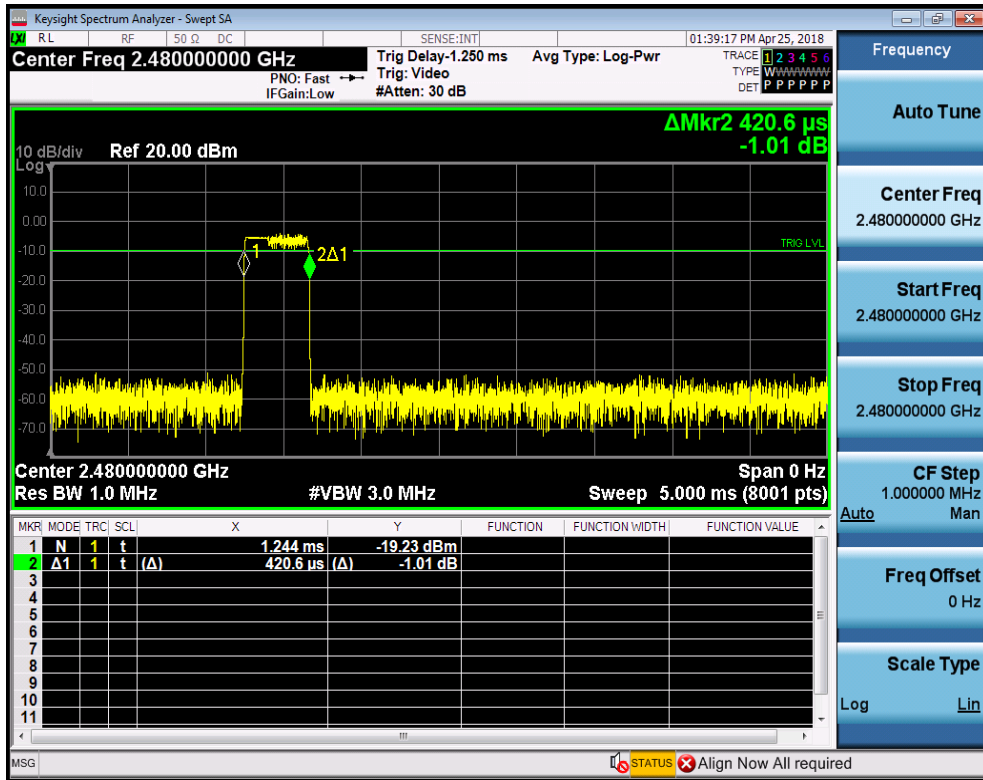 Keysight Spectrum Analyzer - Swept SA
LXI RL RF 50 Ω DC SENSE:INT 01:39:17 PM Apr 25, 2018
Center Freq 2.480000000 GHz
PNO: Fast
IFGain:Low
Trig Delay-1.250 ms
Trig: Video
#Atten: 30 dB
Avg Type: Log-Pwr
TRACE 1 2 3 4 5 6
TYPE WWWWWW
DET P P P P P P
ΔMkr2 420.6 µs
-1.01 dB
10 dB/div Ref 20.00 dBm
Log
10.0
0.00
-10.0
-20.0
-30.0
-40.0
-50.0
-60.0
-70.0
1
2Δ1
TRIG LVL
Center 2.480000000 GHz Span 0 Hz
Res BW 1.0 MHz #VBW 3.0 MHz Sweep 5.000 ms (8001 pts)
MKR MODE TRC SCL X Y FUNCTION FUNCTION WIDTH FUNCTION VALUE
1 N 1 t 1.244 ms -19.23 dBm
2 Δ1 1 t (Δ) 420.6 µs (Δ) -1.01 dB
3
4
5
6
7
8
9
10
11
MSG STATUS Align Now All required
Frequency
Auto Tune
Center Freq
2.480000000 GHz
Start Freq
2.480000000 GHz
Stop Freq
2.480000000 GHz
CF Step
1.000000 MHz
Auto Man
Freq Offset
0 Hz
Scale Type
Log Lin